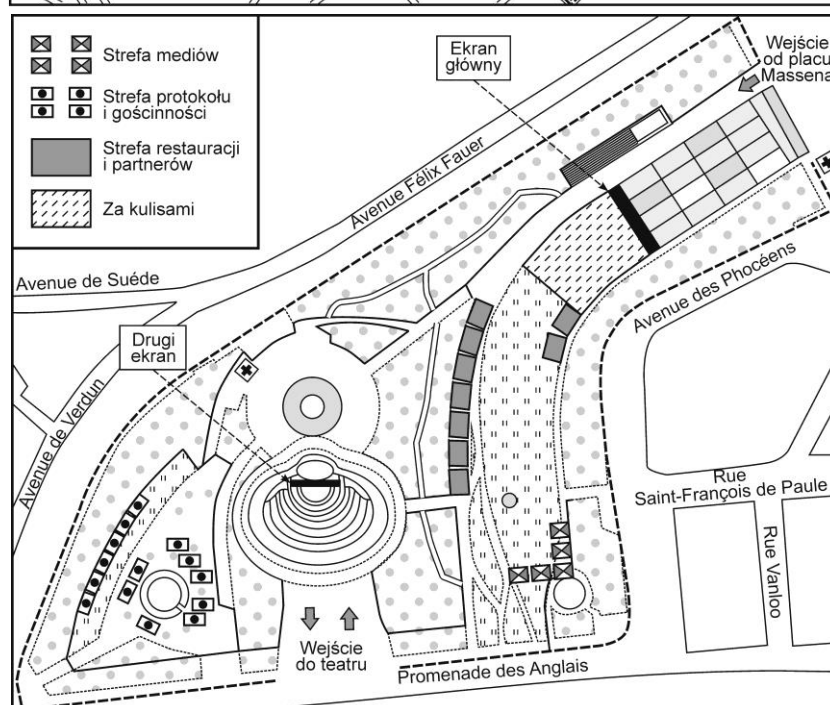 Strefa mediów
Strefa protokołu
i gościnności
Strefa restauracji
i partnerów
Za kulisami
Ekran
główny
Wejście
od placu
Massena
Avenue Félix Fauer
Avenue de Suéde
Avenue des Phocéens
Drugi
ekran
Avenue de Verdun
Rue
Saint-François de Paule
Rue Vanloo
Wejście
do teatru
Promenade des Anglais